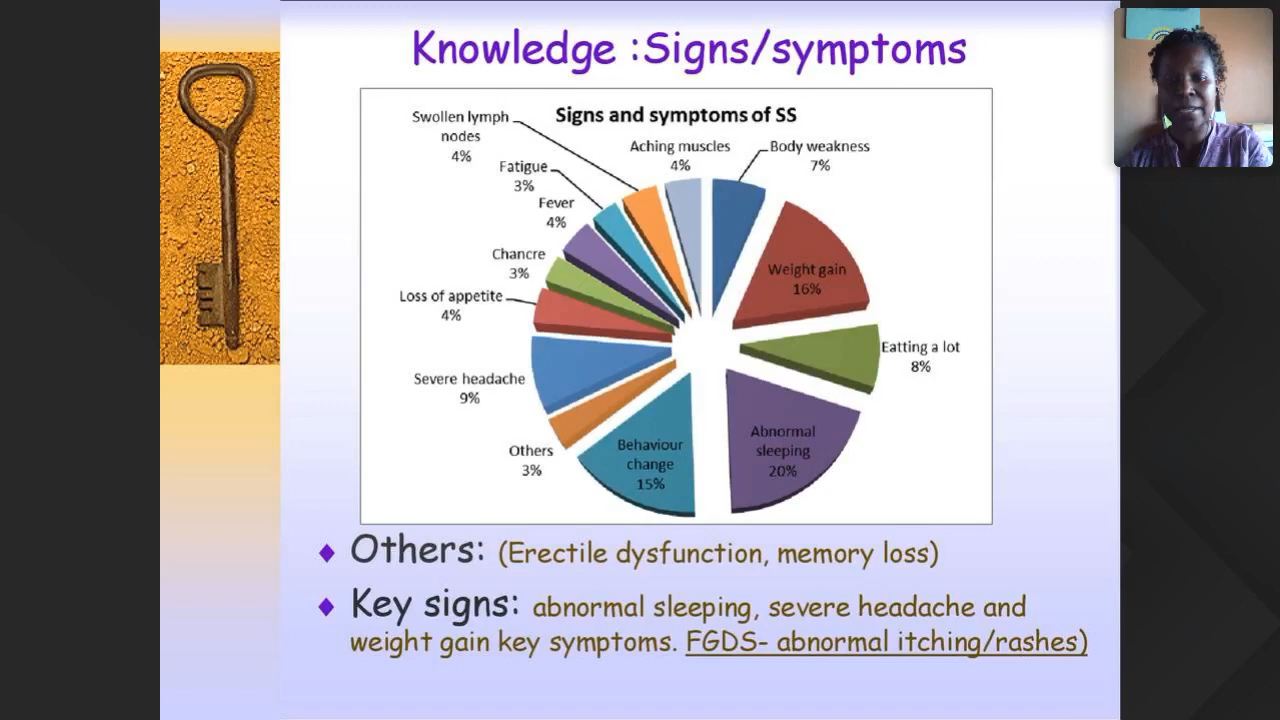 Knowledge :Signs/symptoms
Signs and symptoms of SS
Swollen lymph
nodes
4%
Fatigue
3%
Fever
4%
Chancre
3%
Loss of appetite
4%
Severe headache
9%
Others
3%
Behaviour
change
15%
Abnormal
sleeping
20%
Eatting a lot
8%
Weight gain
16%
Body weakness
7%
Aching muscles
4%
Others: (Erectile dysfunction, memory loss)
Key signs: abnormal sleeping, severe headache and
weight gain key symptoms. FGDS- abnormal itching/rashes)